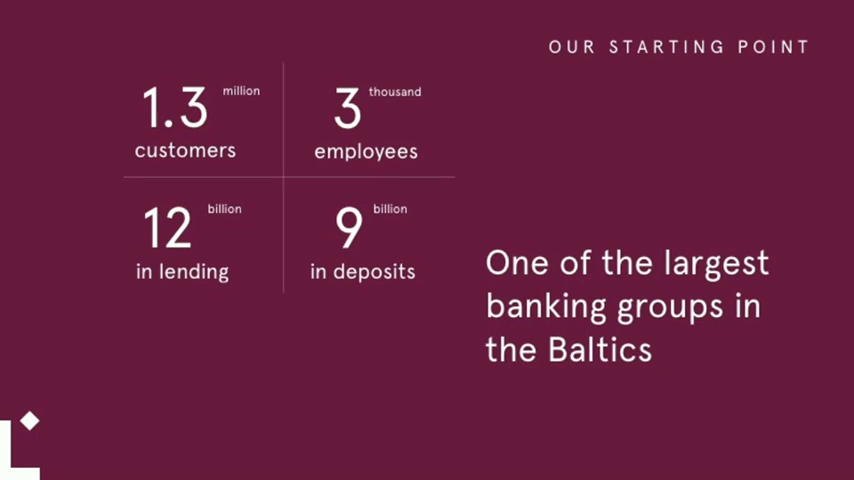 OUR STARTING POINT
1.3 million
customers
3 thousand
employees
12 billion
in lending
9 billion
in deposits
One of the largest
banking groups in
the Baltics